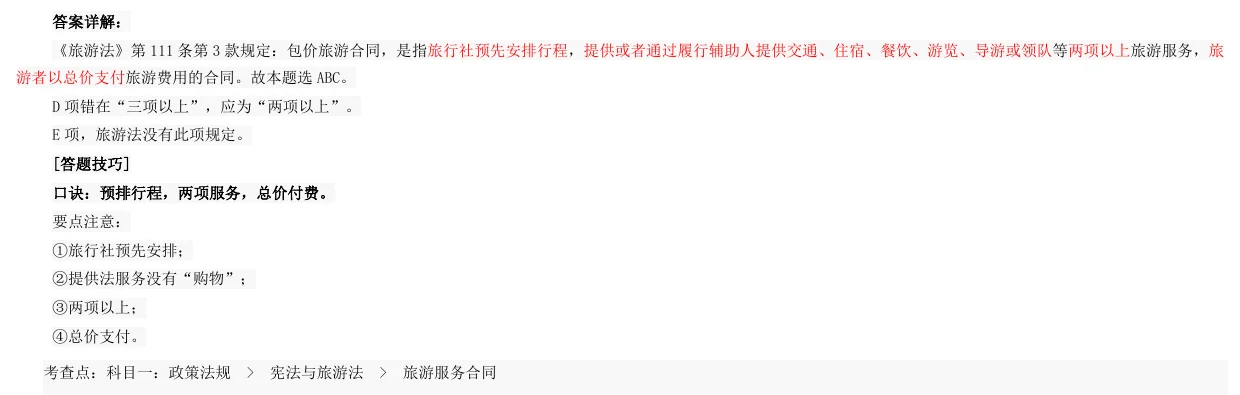 答案详解：
《旅游法》第 111 条第 3 款规定：包价旅游合同，是指旅行社预先安排行程，提供或者通过履行辅助人提供交通、住宿、餐饮、游览、导游或领队等两项以上旅游服务，旅
游者以总价支付旅游费用的合同。故本题选 ABC。
D 项错在“三项以上”，应为“两项以上”。
E 项，旅游法没有此项规定。
[答题技巧]
口诀：预排行程，两项服务，总价付费。
要点注意：
①旅行社预先安排；
②提供法服务没有“购物”；
③两项以上；
④总价支付。
考查点：科目一：政策法规 > 宪法与旅游法 > 旅游服务合同